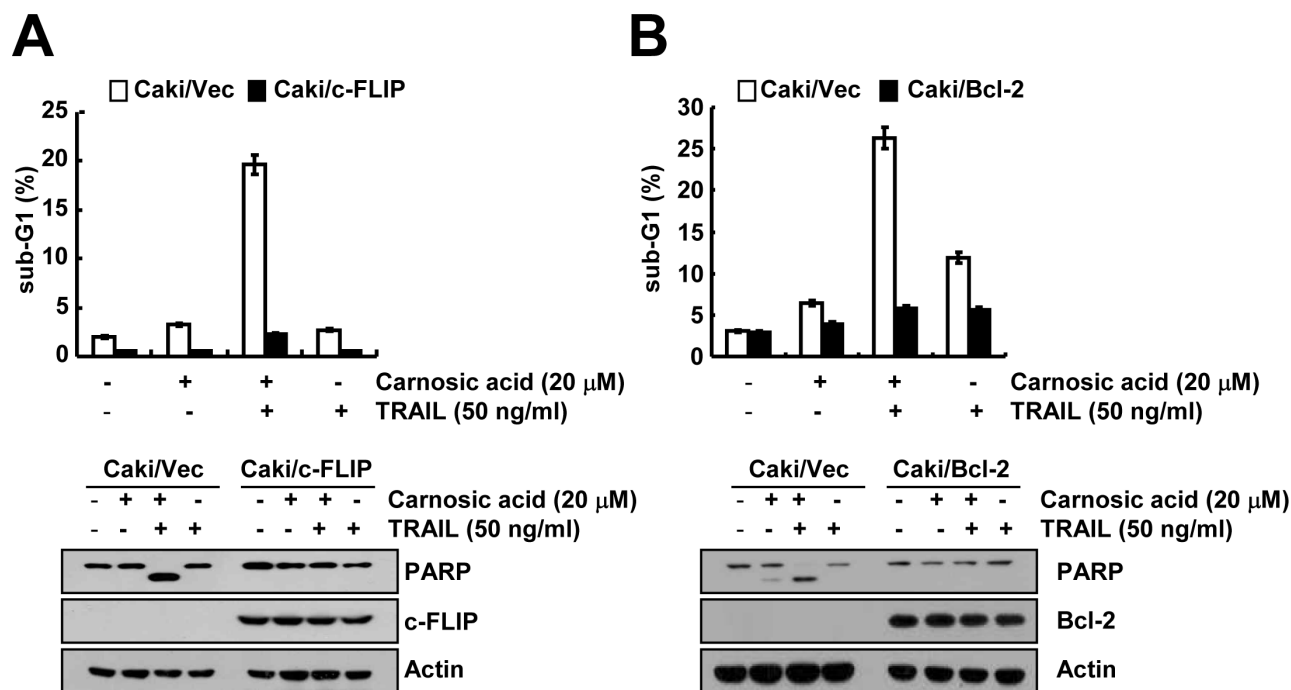 A
Caki/Vec Caki/c-FLIP
25
20
15
10
5
0
sub-G1 (%)
- + + - Carnosic acid (20 μM)
- - + + TRAIL (50 ng/ml)
Caki/Vec Caki/c-FLIP
- + + - - + + - Carnosic acid (20 μM)
- - + + - - + + TRAIL (50 ng/ml)
PARP
c-FLIP
Actin
B
Caki/Vec Caki/Bcl-2
30
25
20
15
10
5
0
sub-G1 (%)
- + + - Carnosic acid (20 μM)
- - + + TRAIL (50 ng/ml)
Caki/Vec Caki/Bcl-2
- + + - - + + - Carnosic acid (20 μM)
- - + + - - + + TRAIL (50 ng/ml)
PARP
Bcl-2
Actin